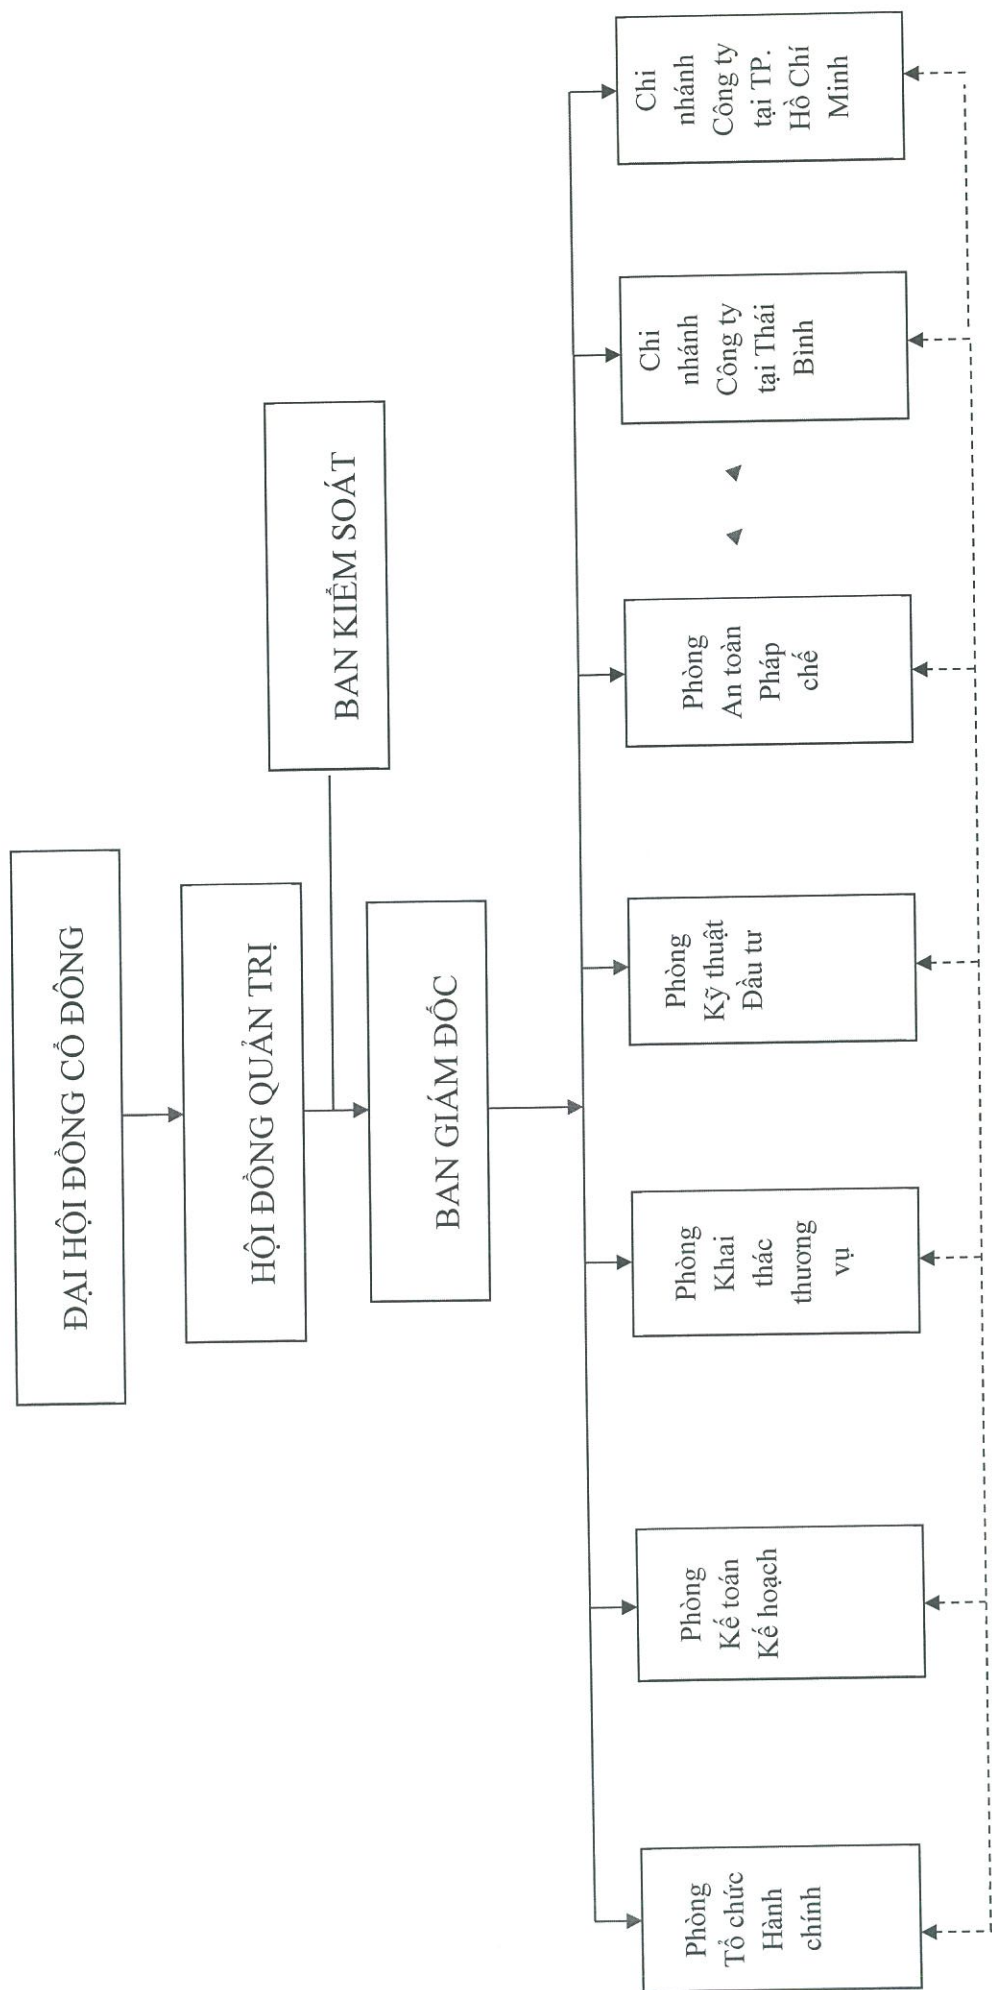 ĐẠI HỘI ĐỒNG CỔ ĐÔNG
HỘI ĐỒNG QUẢN TRỊ
BAN KIỂM SOÁT
BAN GIÁM ĐỐC
Phòng
Tổ chức
Hành
chính
Phòng
Kế toán
Kế hoạch
Phòng
Khai
thác
thương
vụ
Phòng
Kỹ thuật
Đầu tư
Phòng
An toàn
Pháp
chế
Chi
nhánh
Công ty
tại Thái
Bình
Chi
nhánh
Công ty
tại TP.
Hồ Chí
Minh